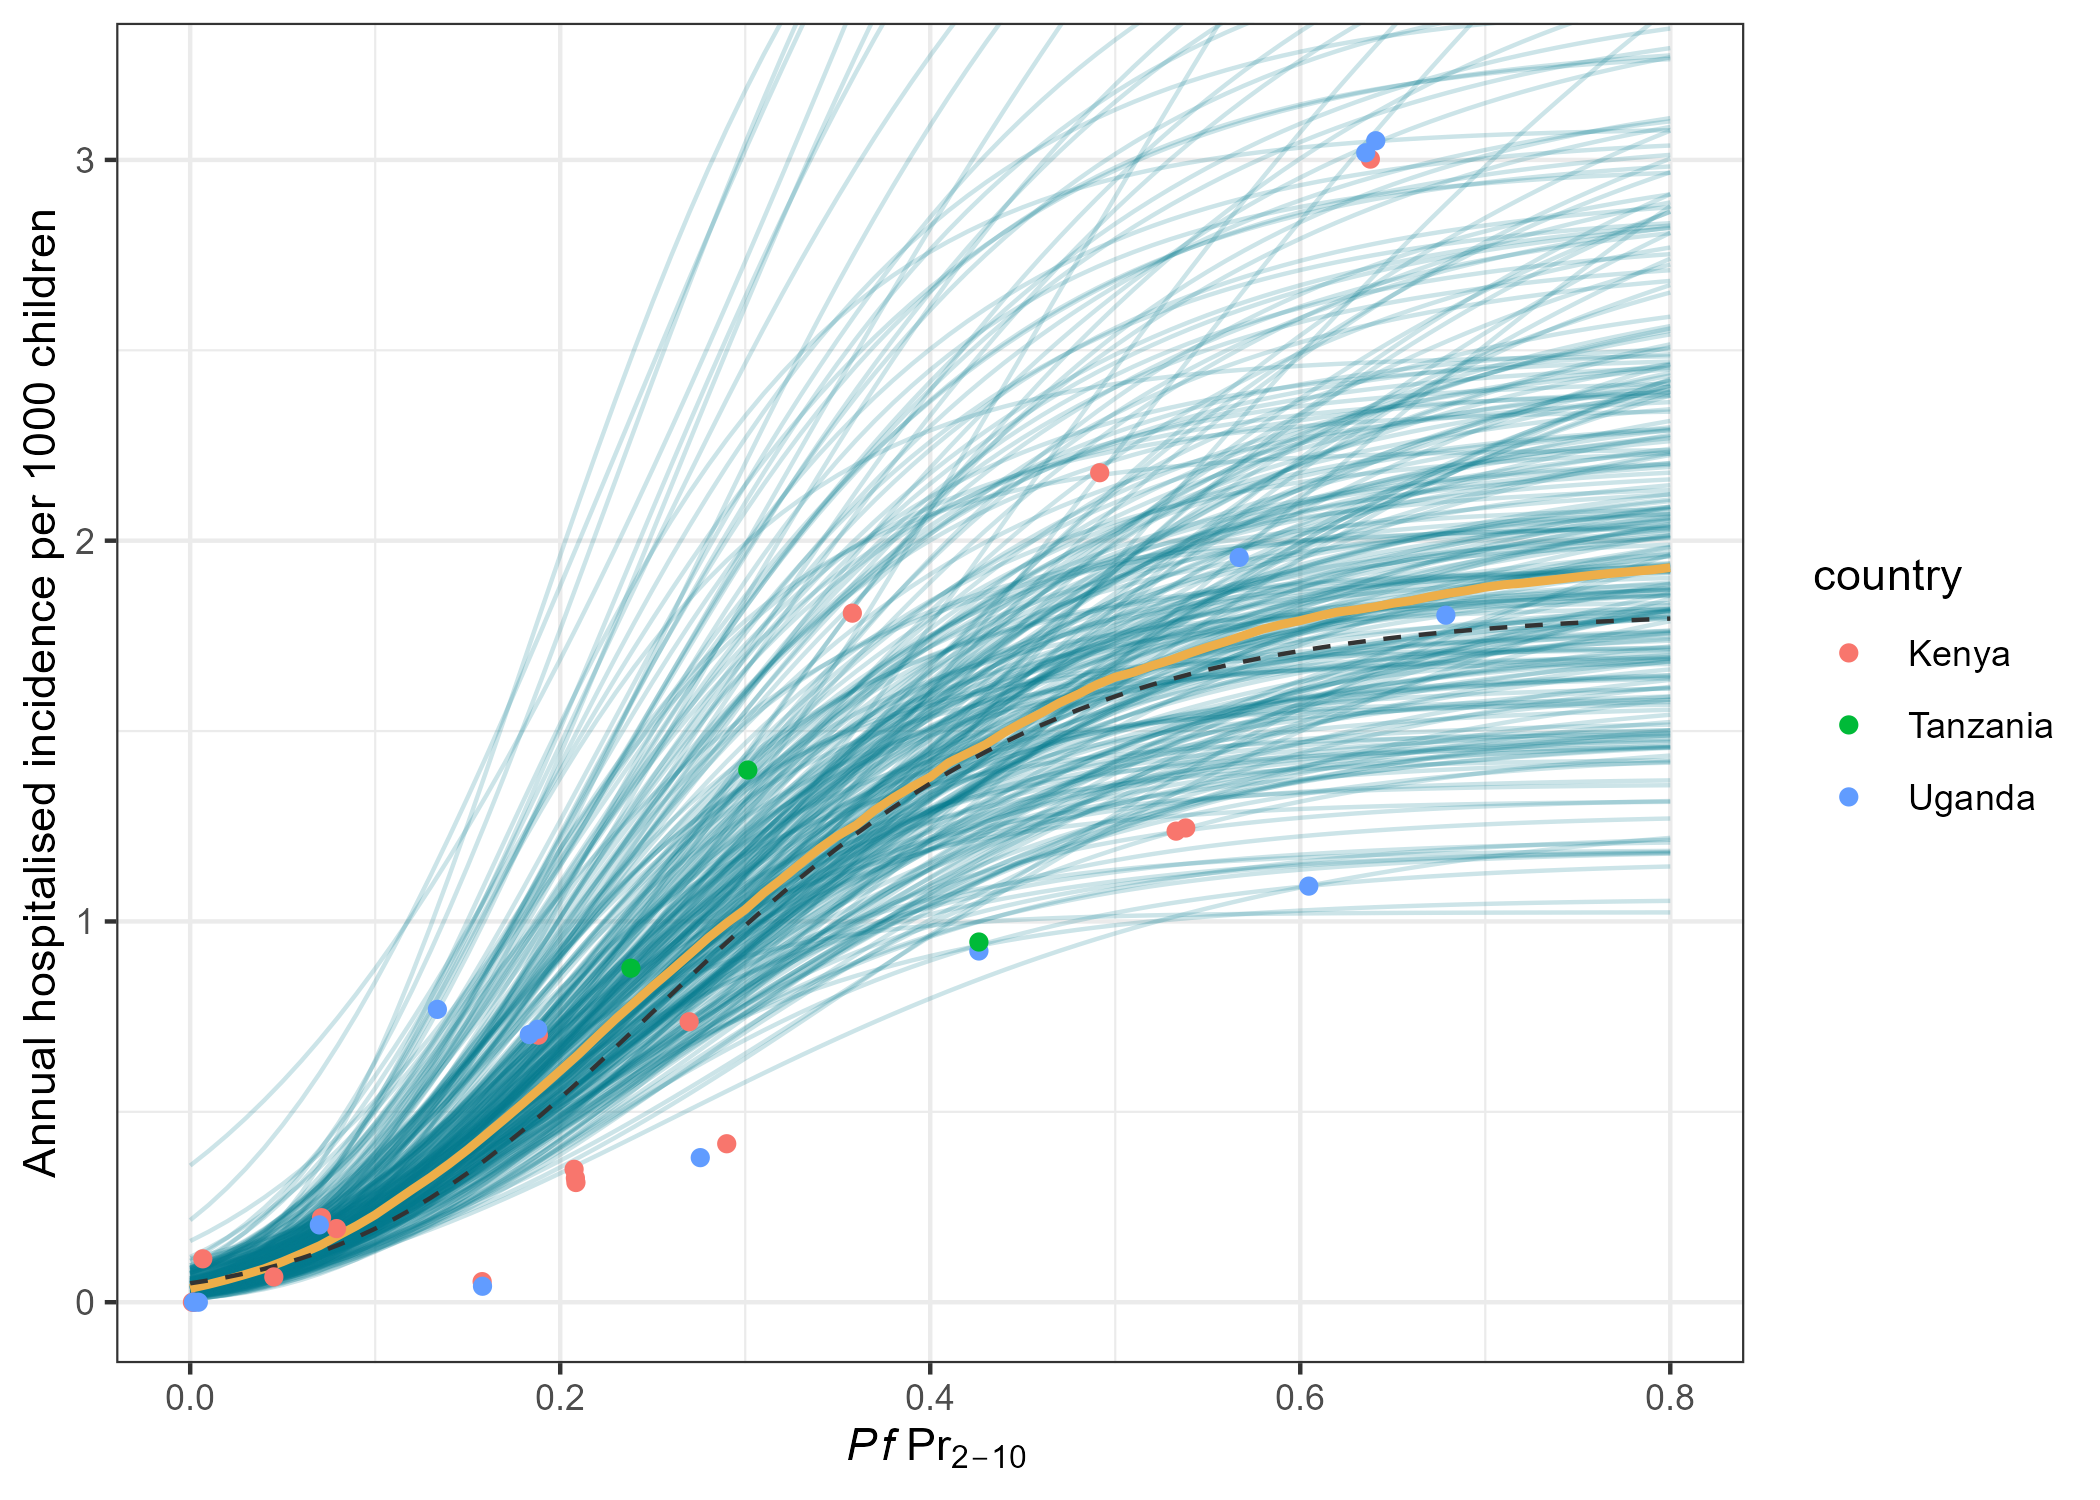 Annual hospitalised incidence per 1000 children
3
2
1
0
0.0 0.2 0.4 0.6 0.8
Pf Pr₂₋₁₀
country
Kenya
Tanzania
Uganda